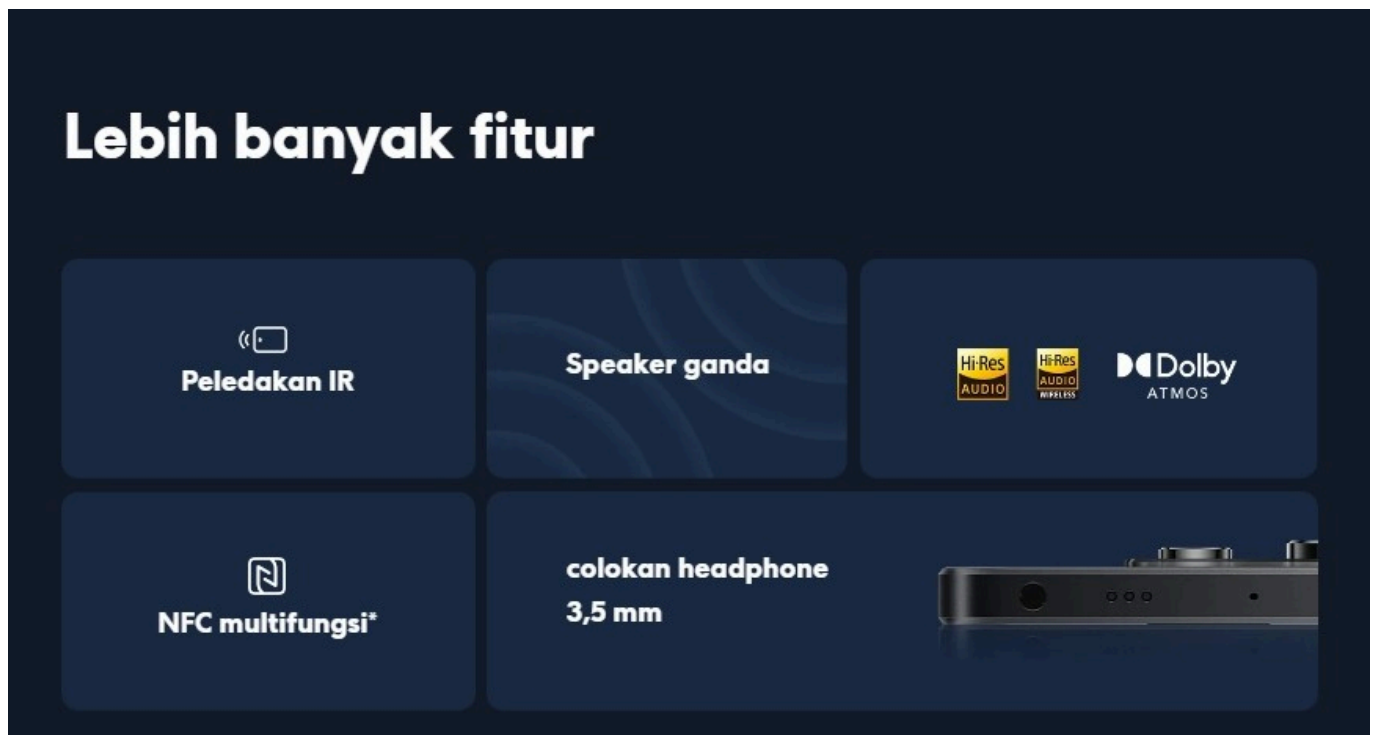 Lebih banyak fitur
Peledakan IR
Speaker ganda
Hi-Res
AUDIO
Hi-Res
AUDIO
WIRELESS
Dolby
ATMOS
NFC multifungsi*
colokan headphone
3,5 mm